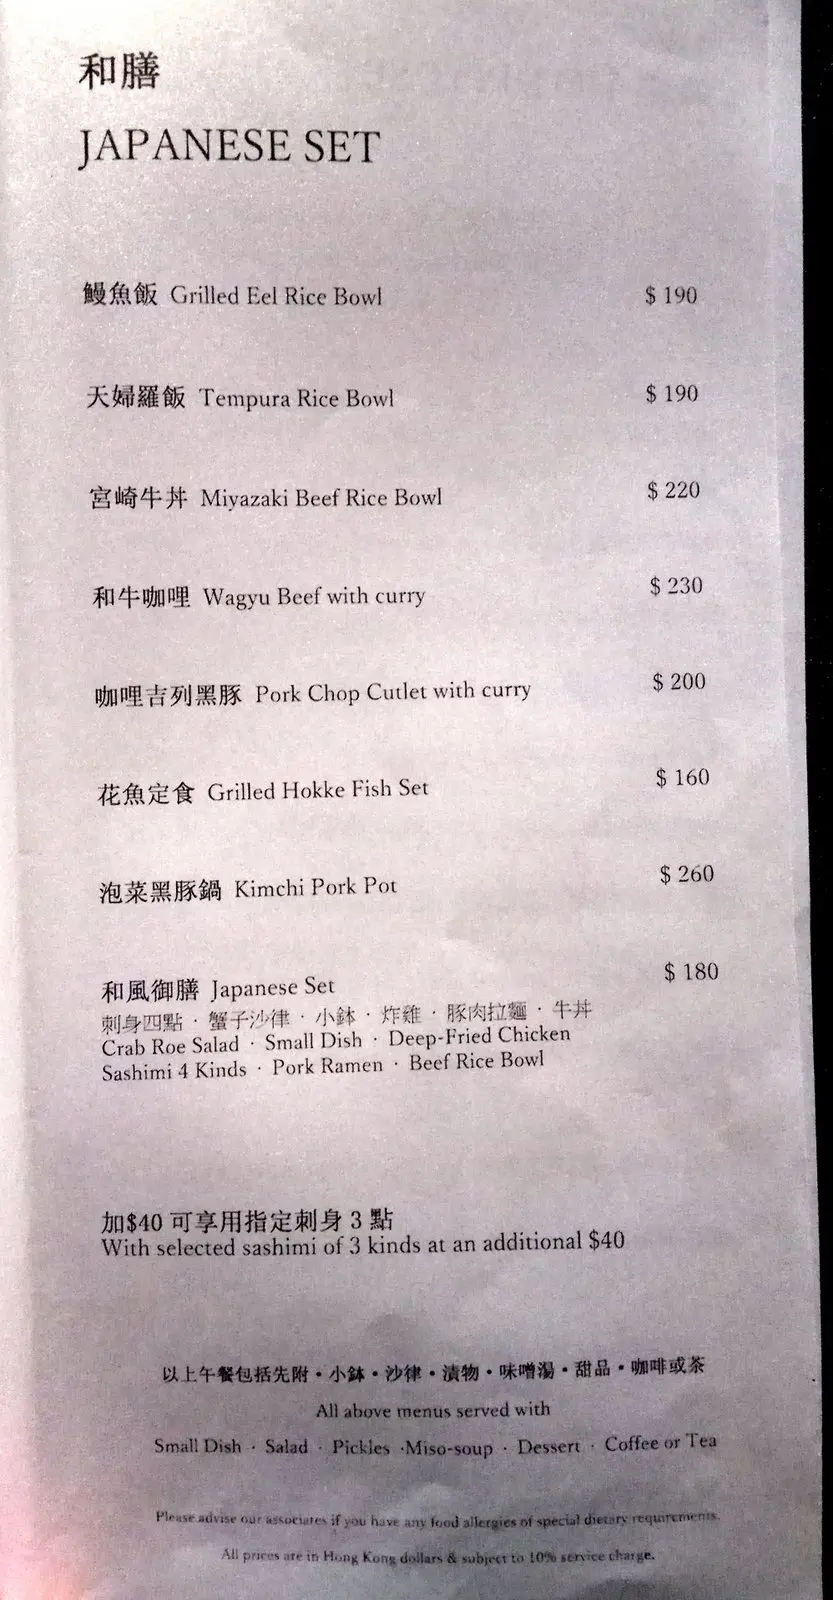 和膳
JAPANESE SET
鰻魚飯 Grilled Eel Rice Bowl $ 190
天婦羅飯 Tempura Rice Bowl $ 190
宮崎牛丼 Miyazaki Beef Rice Bowl $ 220
和牛咖哩 Wagyu Beef with curry $ 230
咖哩吉列黑豚 Pork Chop Cutlet with curry $ 200
花魚定食 Grilled Hokke Fish Set $ 160
泡菜黑豚鍋 Kimchi Pork Pot $ 260
和風御膳 Japanese Set $ 180
刺身四點 · 蟹子沙律 · 小鉢 · 炸雞 · 豚肉拉麵 · 牛丼
Crab Roe Salad · Small Dish · Deep-Fried Chicken
Sashimi 4 Kinds · Pork Ramen · Beef Rice Bowl
加$40 可享用指定刺身 3 點
With selected sashimi of 3 kinds at an additional $40
以上午餐包括先附・小鉢・沙律・漬物・味噌湯・甜品・咖啡或茶
All above menus served with
Small Dish · Salad · Pickles ·Miso-soup · Dessert · Coffee or Tea
Please advise our associates if you have any food allergies of special dietary requirements.
All prices are in Hong Kong dollars & subject to 10% service charge.